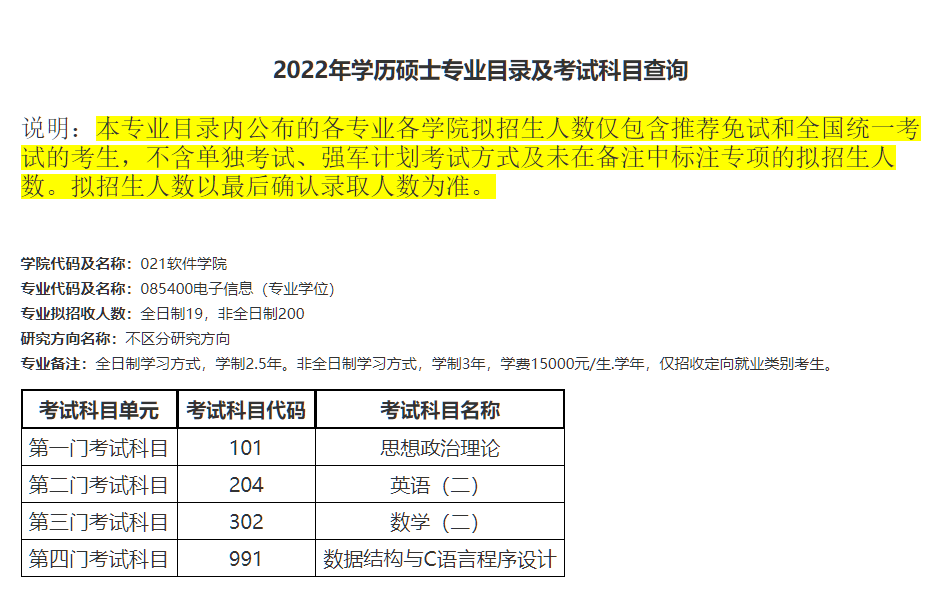 2022年学历硕士专业目录及考试科目查询
说明：本专业目录内公布的各专业各学院拟招生人数仅包含推荐免试和全国统一考
试的考生，不含单独考试、强军计划考试方式及未在备注中标注专项的拟招生人
数。拟招生人数以最后确认录取人数为准。
学院代码及名称：021软件学院
专业代码及名称：085400电子信息（专业学位）
专业拟招收人数：全日制19，非全日制200
研究方向名称：不区分研究方向
专业备注：全日制学习方式，学制2.5年。非全日制学习方式，学制3年，学费15000元/生.学年，仅招收定向就业类别考生。
考试科目单元 考试科目代码 考试科目名称
第一门考试科目 101 思想政治理论
第二门考试科目 204 英语（二）
第三门考试科目 302 数学（二）
第四门考试科目 991 数据结构与C语言程序设计